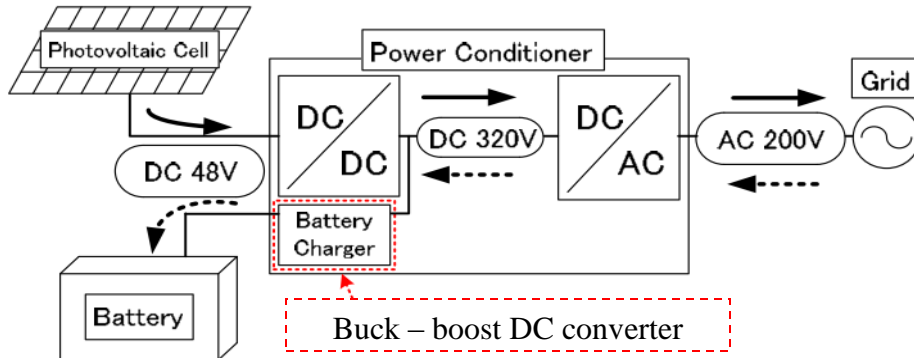 Photovoltaic Cell
Power Conditioner
Grid
DC
DC
DC 320V
DC
AC
AC 200V
DC 48V
Battery
Charger
Battery
Buck – boost DC converter